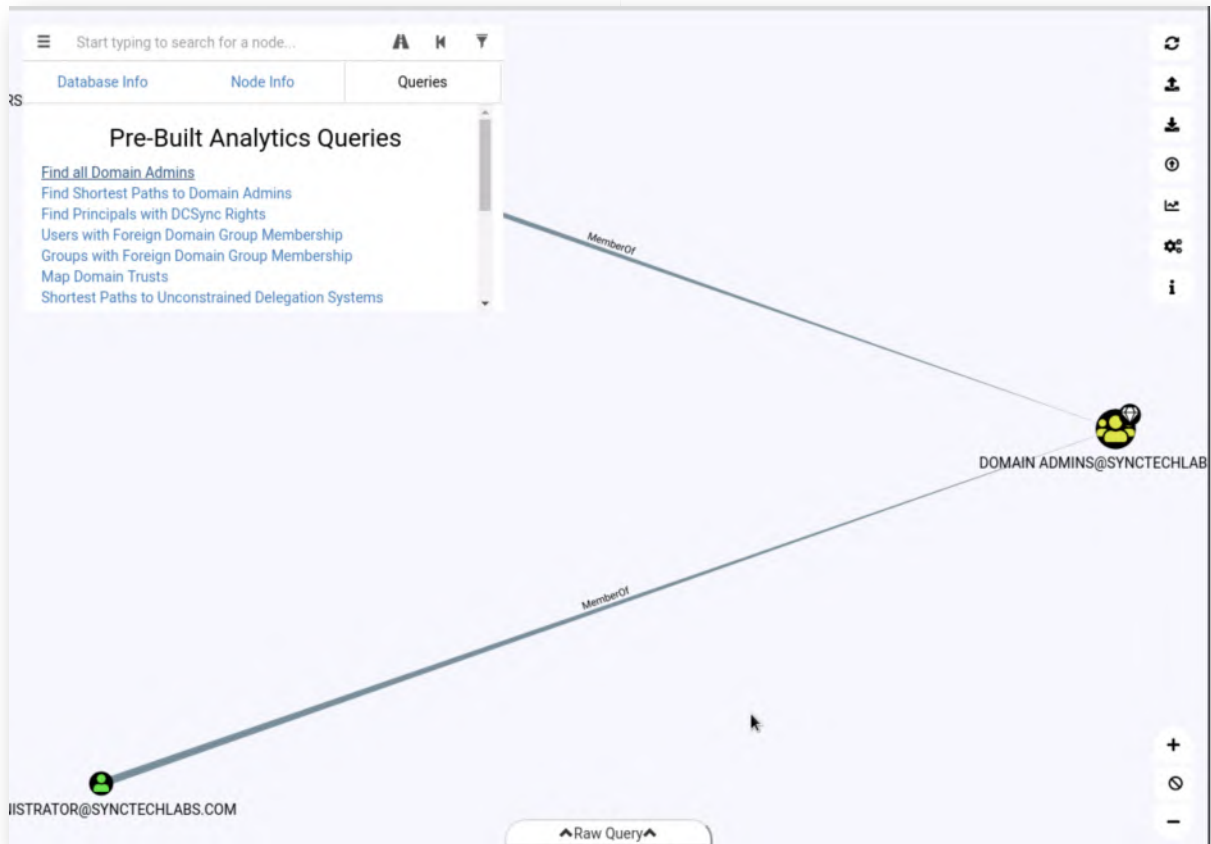 Start typing to search for a node...
Database Info
Node Info
Queries
RS
Pre-Built Analytics Queries
Find all Domain Admins
Find Shortest Paths to Domain Admins
Find Principals with DCSync Rights
Users with Foreign Domain Group Membership
Groups with Foreign Domain Group Membership
Map Domain Trusts
Shortest Paths to Unconstrained Delegation Systems
MemberOf
DOMAIN ADMINS@SYNCTECHLAB
MemberOf
ISTRATOR@SYNCTECHLABS.COM
Raw Query